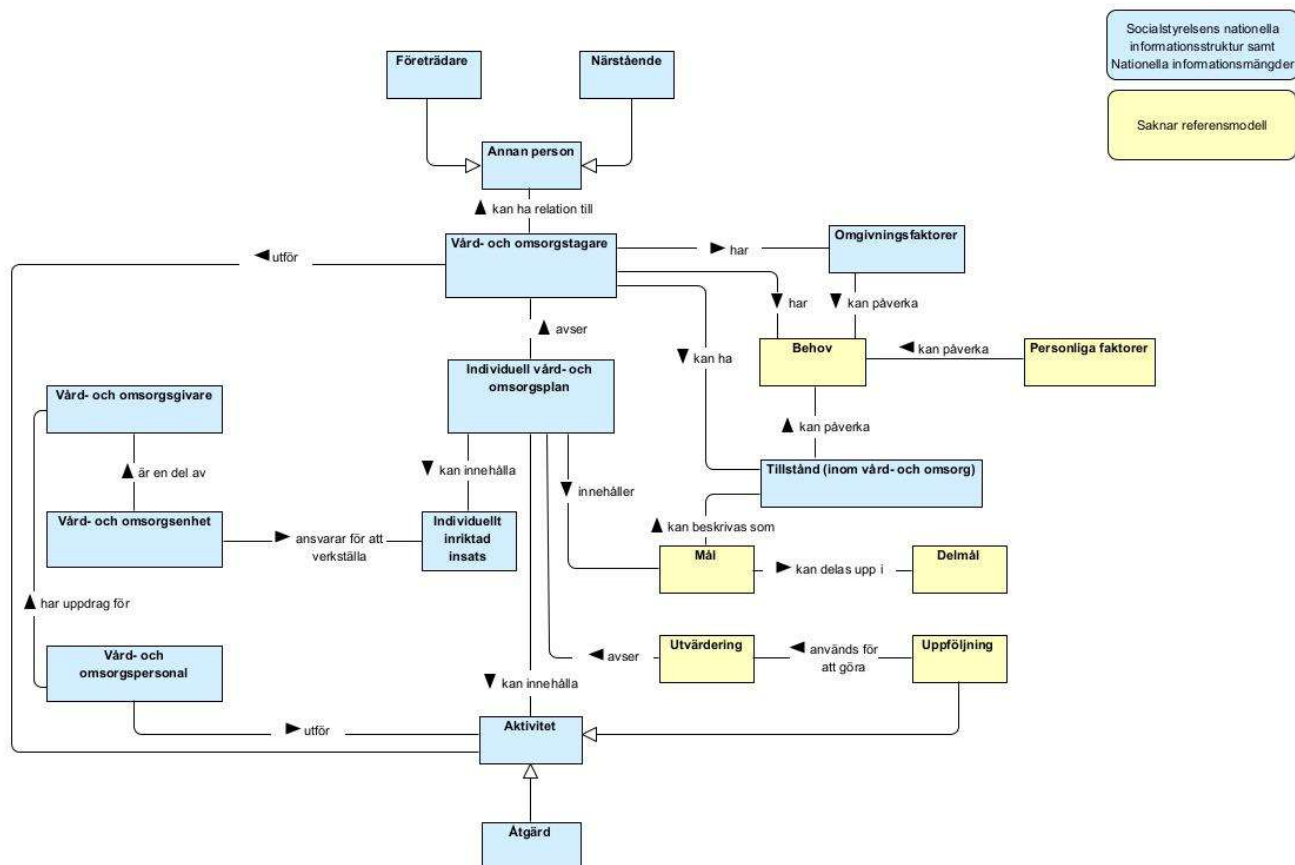 Socialstyrelsens nationella
informationsstruktur samt
Nationella informationsmängder
Saknar referensmodell
Företrädare
Närstående
Annan person
kan ha relation till
Vård- och omsorgstagare
Omgivningsfaktorer
utför
har
har
kan påverka
avser
Behov
kan påverka
Personliga faktorer
kan ha
Individuell vård- och
omsorgsplan
Vård- och omsorgsgivare
kan påverka
är en del av
kan innehålla
Tillstånd (inom vård- och omsorg)
innehåller
Vård- och omsorgsenhet
ansvarar för att
verkställa
Individuellt
inriktad
insats
kan beskrivas som
Mål
kan delas upp i
Delmål
har uppdrag för
Vård- och
omsorgspersonal
avser
Utvärdering
används för
att göra
Uppföljning
kan innehålla
utför
Aktivitet
Åtgärd